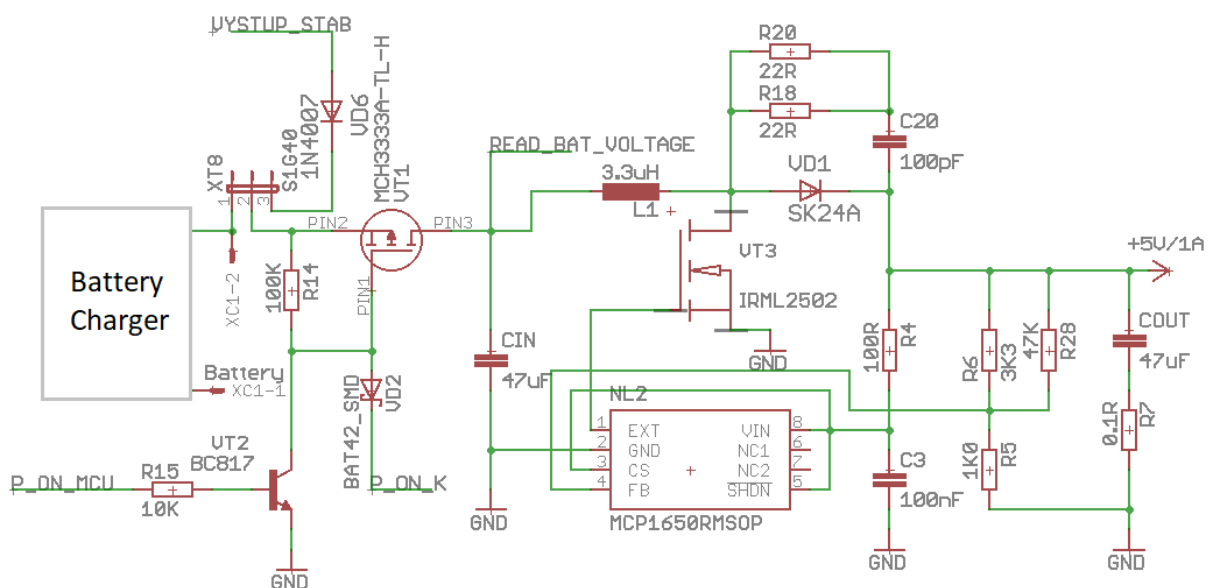 VYSTUP_STAB
XT8
1
2
3
S1G40
1N4007
VD6
MCH3333A-TL-H
VT1
PIN2
PIN3
PIN1
READ_BAT_VOLTAGE
3.3uH
L1
R20
22R
R18
22R
C20
100pF
VD1
SK24A
+5V/1A
Battery
Charger
XC1-2
Battery
XC1-1
100K
R14
VT3
IRML2502
GND
CIN
47uF
GND
100R
R4
R6
3K3
47K
R28
COUT
47uF
0.1R
R7
1K0
R5
C3
100nF
GND
GND
VD2
BAT42_SMD
P_ON_K
VT2
BC817
P_ON_MCU
R15
10K
GND
NL2
1 EXT VIN 8
2 GND NC1 6
3 CS NC2 7
4 FB SHDN 5
MCP1650RMSOP